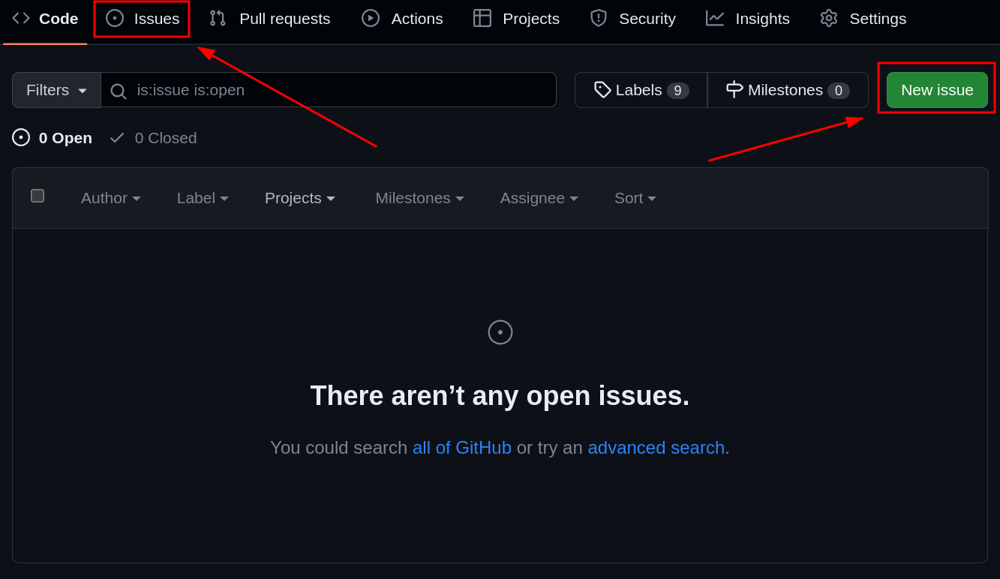 Code Issues Pull requests Actions Projects Security Insights Settings
Filters is:issue is:open Labels 9 Milestones 0 New issue
0 Open 0 Closed
Author Label Projects Milestones Assignee Sort
There aren’t any open issues.
You could search all of GitHub or try an advanced search.